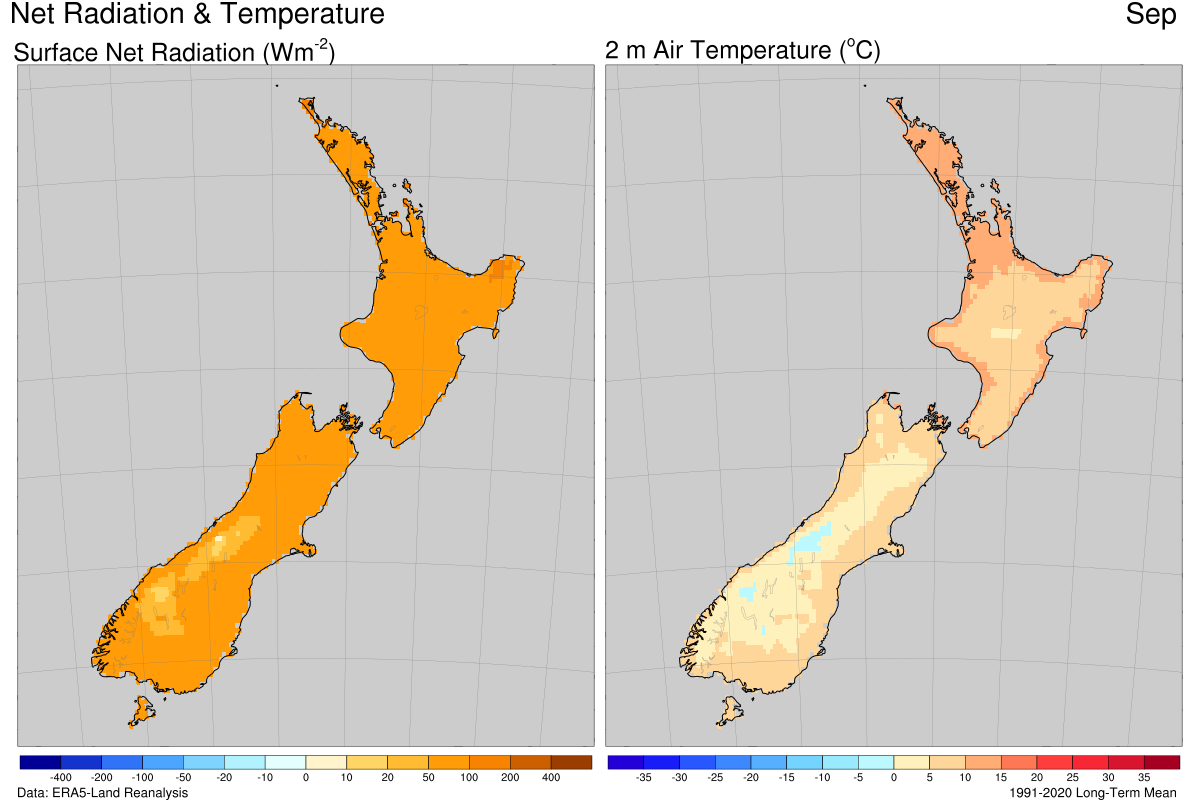 Net Radiation & Temperature
Sep
Surface Net Radiation (Wm⁻²)
2 m Air Temperature (°C)
-400 -200 -100 -50 -20 -10 0 10 20 50 100 200 400
-35 -30 -25 -20 -15 -10 -5 0 5 10 15 20 25 30 35
Data: ERA5-Land Reanalysis
1991-2020 Long-Term Mean